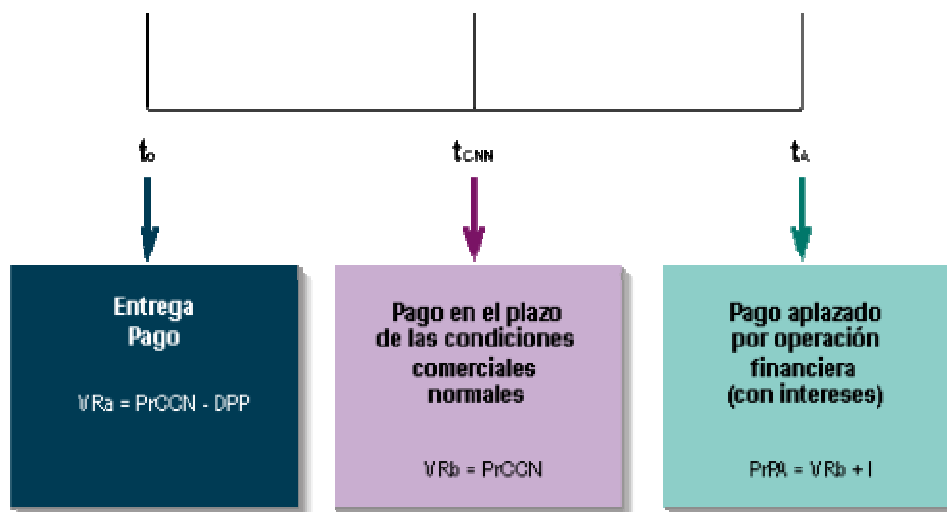 t₀
tCNN
tA
Entrega
Pago
VRa = PrCCN - DPP
Pago en el plazo
de las condiciones
comerciales
normales
VRb = PrCCN
Pago aplazado
por operación
financiera
(con intereses)
PrPA = VRb + I